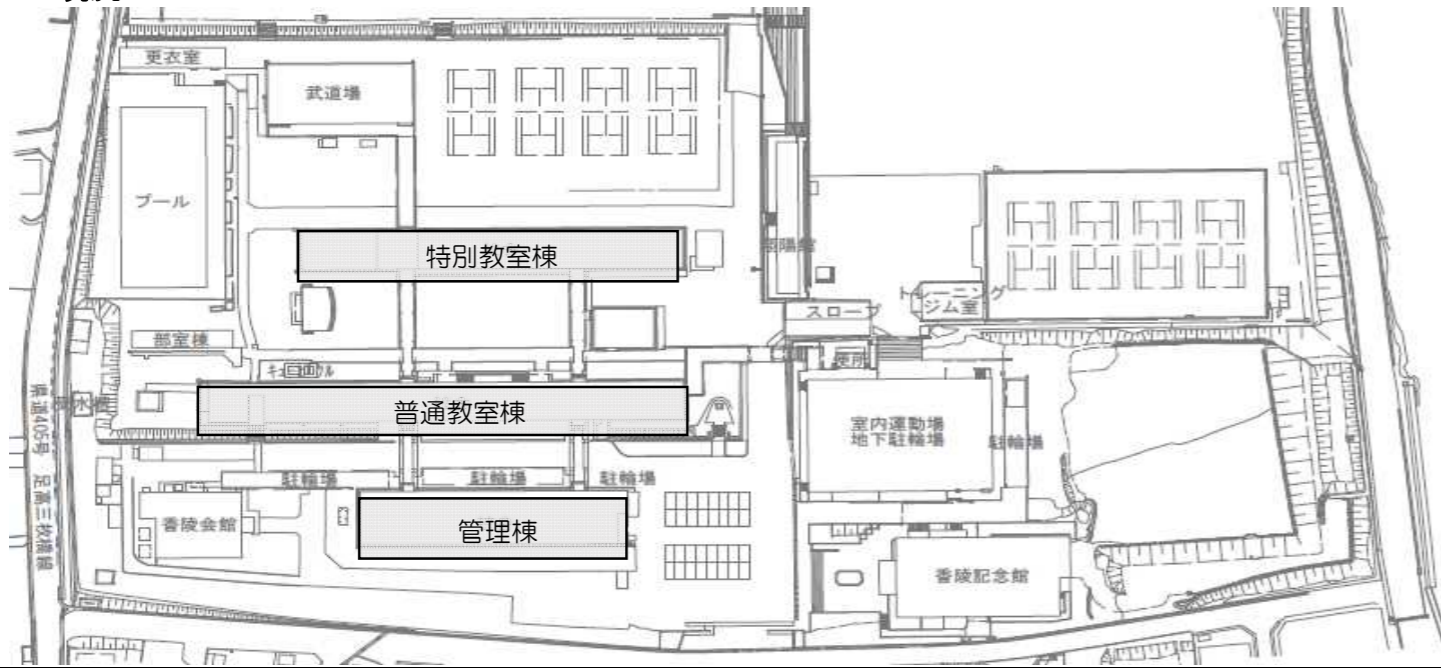 更衣室
武道場
プール
特別教室棟
トレーニング
ジム室
スロープ
部室棟
便所
普通教室棟
室内運動場
地下駐輪場
駐輪場
駐輪場
駐輪場
駐輪場
香陵会館
管理棟
香陵記念館
県道405号 足高三枚橋線